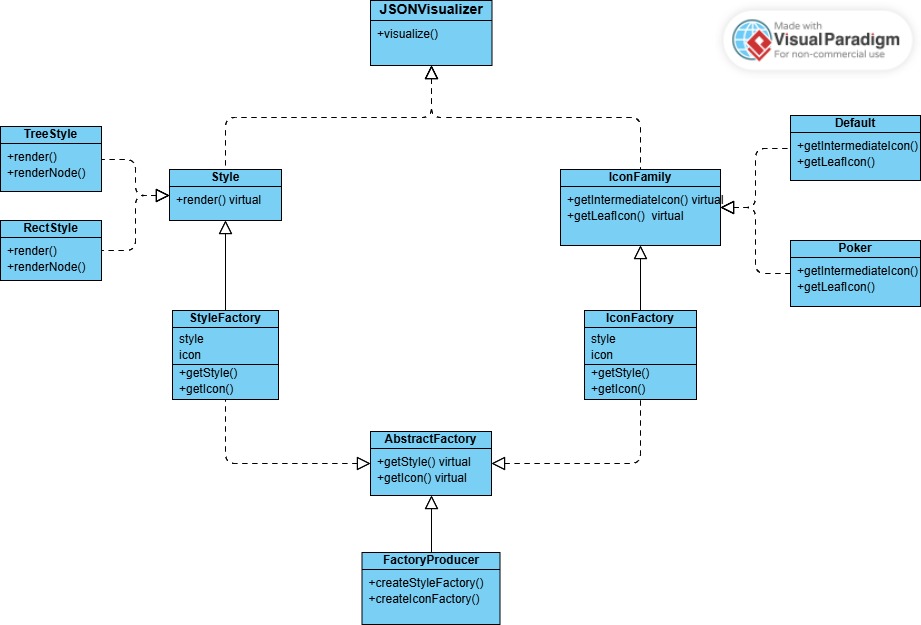 JSONVisualizer
+visualize()
Made with
VisualParadigm
For non-commercial use
TreeStyle
+render()
+renderNode()
RectStyle
+render()
+renderNode()
Style
+render() virtual
IconFamily
+getIntermediateIcon() virtual
+getLeafIcon()  virtual
Default
+getIntermediateIcon()
+getLeafIcon()
Poker
+getIntermediateIcon()
+getLeafIcon()
StyleFactory
style
icon
+getStyle()
+getIcon()
IconFactory
style
icon
+getStyle()
+getIcon()
AbstractFactory
+getStyle() virtual
+getIcon() virtual
FactoryProducer
+createStyleFactory()
+createIconFactory()